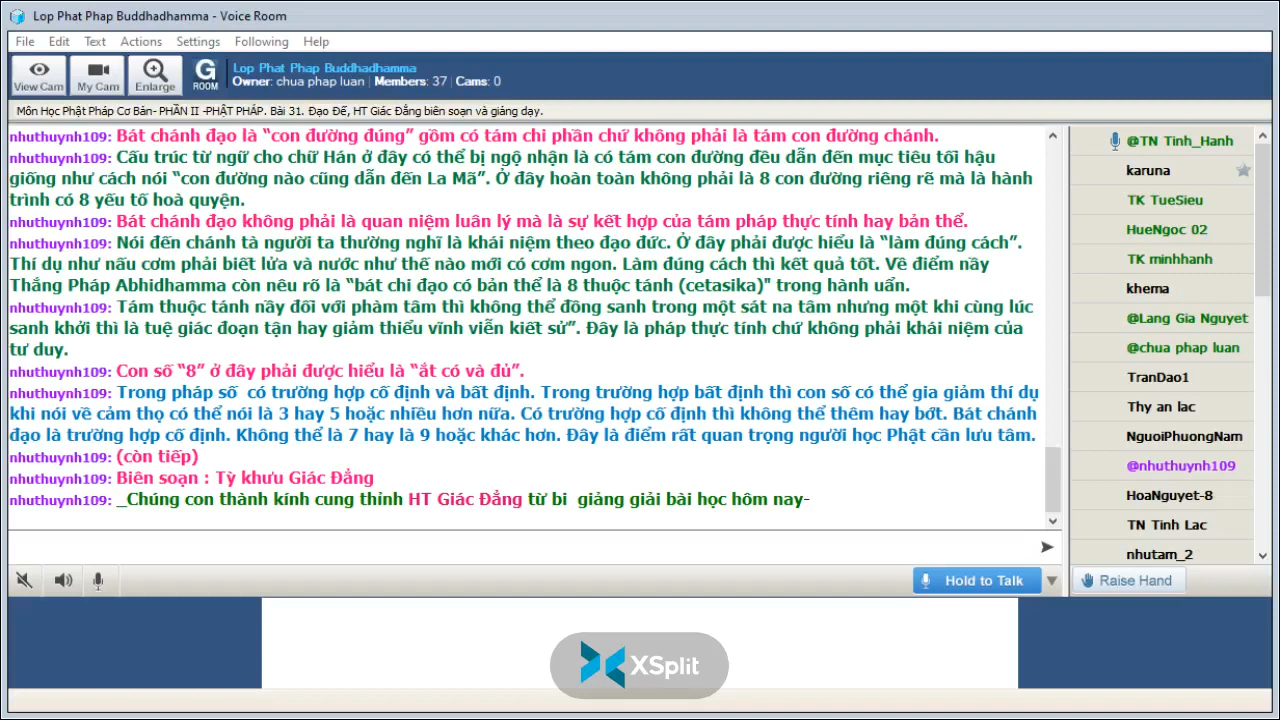 Lop Phat Phap Buddhadhamma - Voice Room
File Edit Text Actions Settings Following Help
View Cam My Cam Enlarge G ROOM
Lop Phat Phap Buddhadhamma
Owner: chua phap luan | Members: 37 | Cams: 0
Môn Học Phật Pháp Cơ Bản- PHẦN II -PHẬT PHÁP. Bài 31. Đạo Đế, HT Giác Đẳng biên soạn và giảng dạy.
nhuthuynh109: Bát chánh đạo là “con đường đúng” gồm có tám chi phần chứ không phải là tám con đường chánh.
nhuthuynh109: Cấu trúc từ ngữ cho chữ Hán ở đây có thể bị ngộ nhận là có tám con đường đều dẫn đến mục tiêu tối hậu
giống như cách nói “con đường nào cũng dẫn đến La Mã”. Ở đây hoàn toàn không phải là 8 con đường riêng rẽ mà là hành
trình có 8 yếu tố hoà quyện.
nhuthuynh109: Bát chánh đạo không phải là quan niệm luân lý mà là sự kết hợp của tám pháp thực tính hay bản thể.
nhuthuynh109: Nói đến chánh tà người ta thường nghĩ là khái niệm theo đạo đức. Ở đây phải được hiểu là “làm đúng cách”.
Thí dụ như nấu cơm phải biết lửa và nước như thế nào mới có cơm ngon. Làm đúng cách thì kết quả tốt. Về điểm nầy
Thắng Pháp Abhidhamma còn nêu rõ là “bát chi đạo có bản thể là 8 thuộc tánh (cetasika)" trong hành uẩn.
nhuthuynh109: Tám thuộc tánh nầy đối với phàm tâm thì không thể đồng sanh trong một sát na tâm nhưng một khi cùng lúc
sanh khởi thì là tuệ giác đoạn tận hay giảm thiểu vĩnh viễn kiết sử”. Đây là pháp thực tính chứ không phải khái niệm của
tư duy.
nhuthuynh109: Con số “8” ở đây phải được hiểu là “ắt có và đủ”.
nhuthuynh109: Trong pháp số có trường hợp cố định và bất định. Trong trường hợp bất định thì con số có thể gia giảm thí dụ
khi nói về cảm thọ có thể nói là 3 hay 5 hoặc nhiều hơn nữa. Có trường hợp cố định thì không thể thêm hay bớt. Bát chánh
đạo là trường hợp cố định. Không thể là 7 hay là 9 hoặc khác hơn. Đây là điểm rất quan trọng người học Phật cần lưu tâm.
nhuthuynh109: (còn tiếp)
nhuthuynh109: Biên soạn : Tỳ khưu Giác Đẳng
nhuthuynh109: _Chúng con thành kính cung thỉnh HT Giác Đẳng từ bi giảng giải bài học hôm nay-
@TN Tinh_Hanh
karuna
TK TueSieu
HueNgoc 02
TK minhhanh
khema
@Lang Gia Nguyet
@chua phap luan
TranDao1
Thy an lac
NguoiPhuongNam
@nhuthuynh109
HoaNguyet-8
TN Tinh Lac
nhutam_2
Hold to Talk
Raise Hand
XSplit